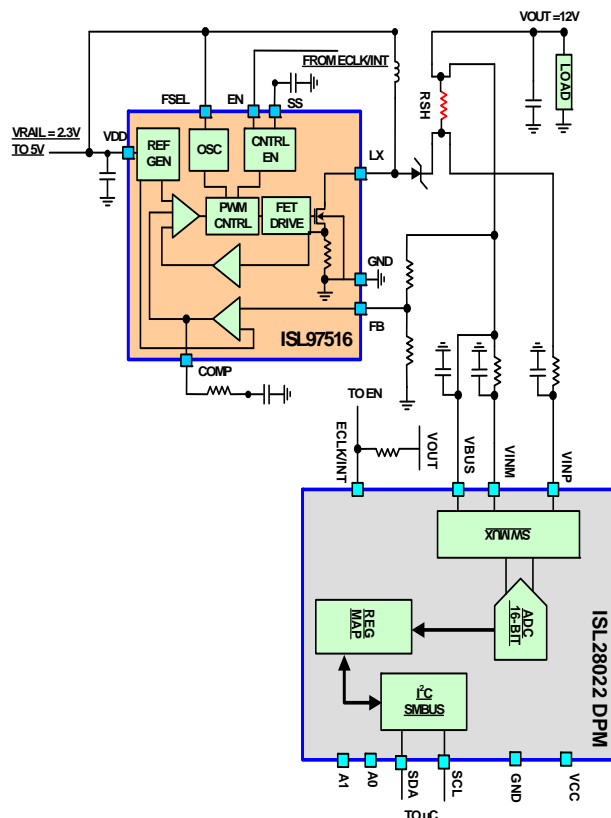 VOUT =12V
FROM ECLK/INT
FSEL
EN
SS
RSH
LOAD
VRAIL = 2.3V
TO 5V
VDD
REF
GEN
OSC
CNTRL
EN
LX
PWM
CNTRL
FET
DRIVE
GND
FB
ISL97516
COMP
TO EN
ECLK/INT
VOUT
VBUS
VINM
VINP
SW MUX
ADC
16-BIT
REG
MAP
I²C
SMBUS
ISL28022 DPM
A1
A0
SDA
SCL
GND
VCC
TO µC